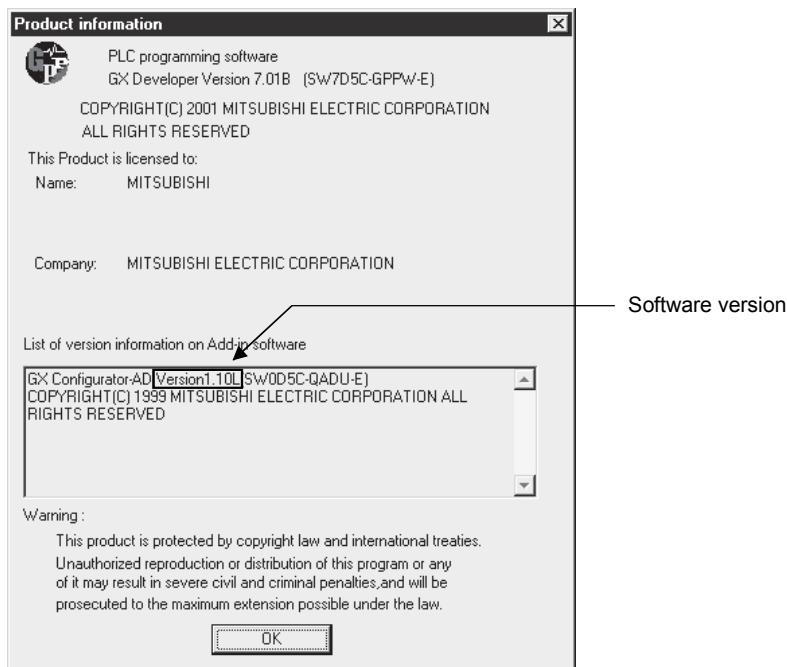 Product information
PLC programming software
GX Developer Version 7.01B (SW7D5C-GPPW-E)
COPYRIGHT(C) 2001 MITSUBISHI ELECTRIC CORPORATION
ALL RIGHTS RESERVED
This Product is licensed to:
Name: MITSUBISHI
Company: MITSUBISHI ELECTRIC CORPORATION
Software version
List of version information on Add-in software
GX Configurator-AD Version1.10L SW0D5C-QADU-E)
COPYRIGHT(C) 1999 MITSUBISHI ELECTRIC CORPORATION ALL
RIGHTS RESERVED
Warning :
This product is protected by copyright law and international treaties.
Unauthorized reproduction or distribution of this program or any
of it may result in severe civil and criminal penalties,and will be
prosecuted to the maximum extension possible under the law.
OK